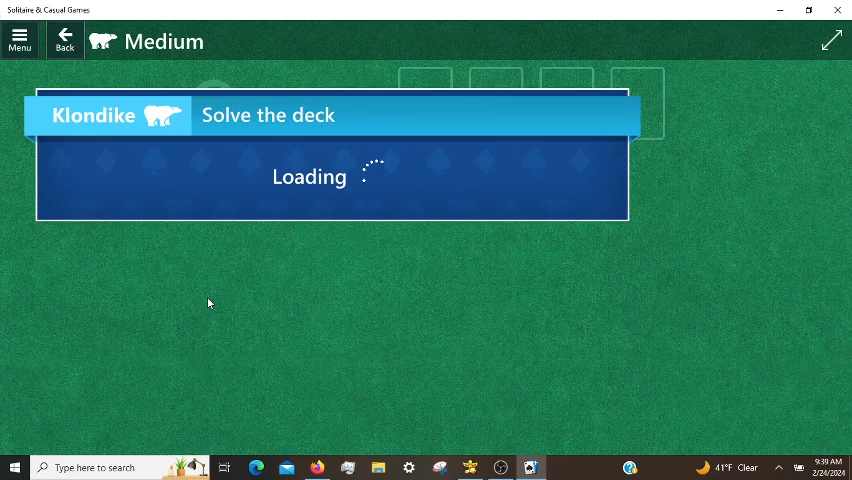 Solitaire & Casual Games
Menu
Back
Medium
Klondike
Solve the deck
Loading
Type here to search
41°F Clear
9:39 AM
2/24/2024